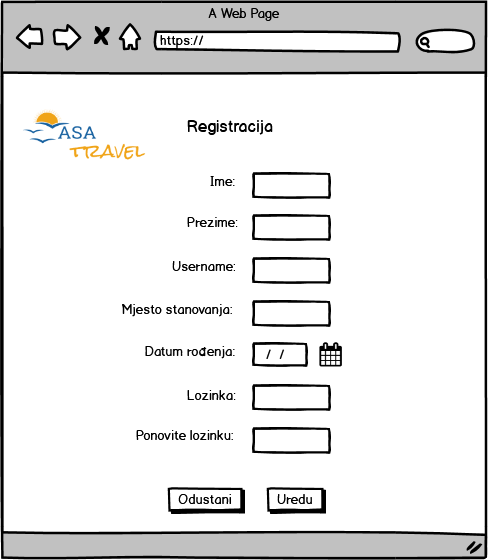 A Web Page
https://
ASA
TRAVEL
Registracija
Ime:
Prezime:
Username:
Mjesto stanovanja:
Datum rođenja:
/ /
Lozinka:
Ponovite lozinku:
Odustani
Uredu